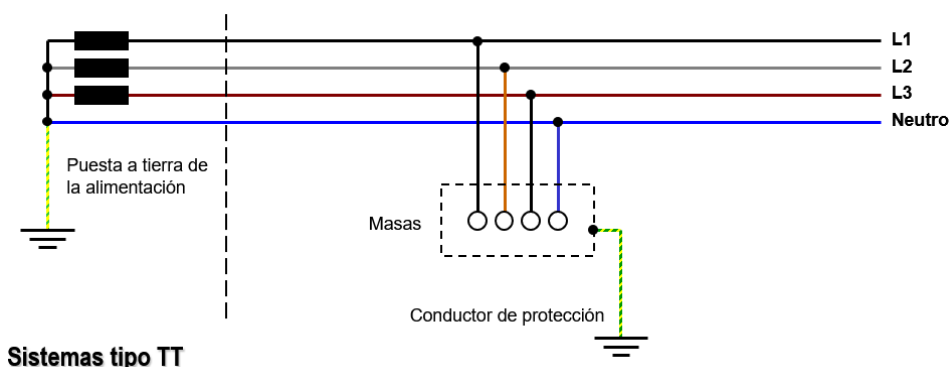 L1
L2
L3
Neutro
Puesta a tierra de
la alimentación
Masas
Conductor de protección
Sistemas tipo TT